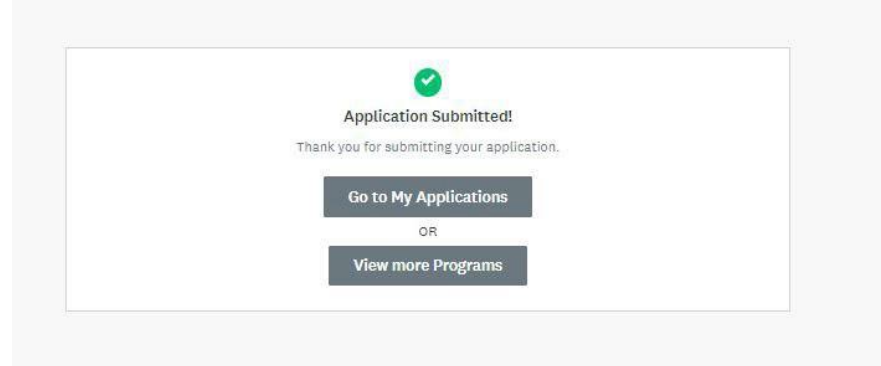 Application Submitted!
Thank you for submitting your application.
Go to My Applications
OR
View more Programs